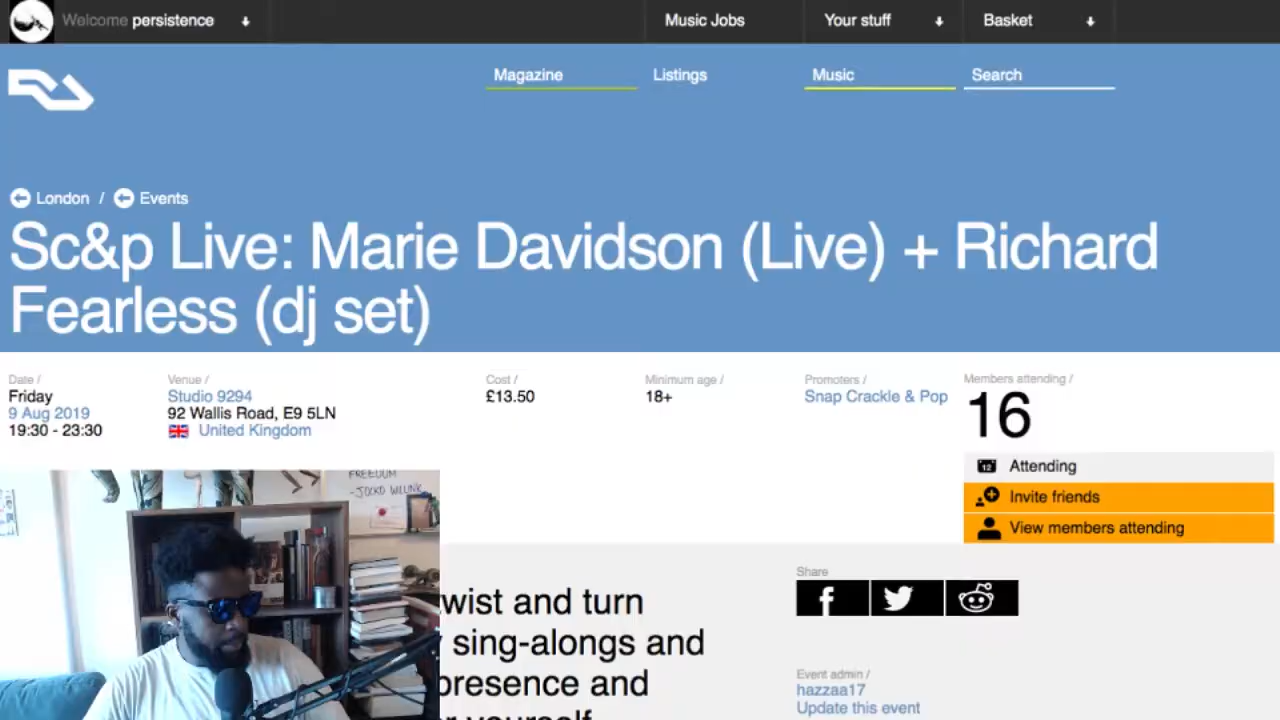 Welcome persistence
Music Jobs
Your stuff
Basket
Magazine
Listings
Music
Search
London / Events
Sc&p Live: Marie Davidson (Live) + Richard
Fearless (dj set)
Date /
Friday
9 Aug 2019
19:30 - 23:30
Venue /
Studio 9294
92 Wallis Road, E9 5LN
United Kingdom
Cost /
£13.50
Minimum age /
18+
Promoters /
Snap Crackle & Pop
Members attending /
16
12
Attending
Invite friends
View members attending
FREEDOM
-JOCKO WILLINK
wist and turn
sing-alongs and
presence and
yourself
Share
Event admin /
hazzaa17
Update this event